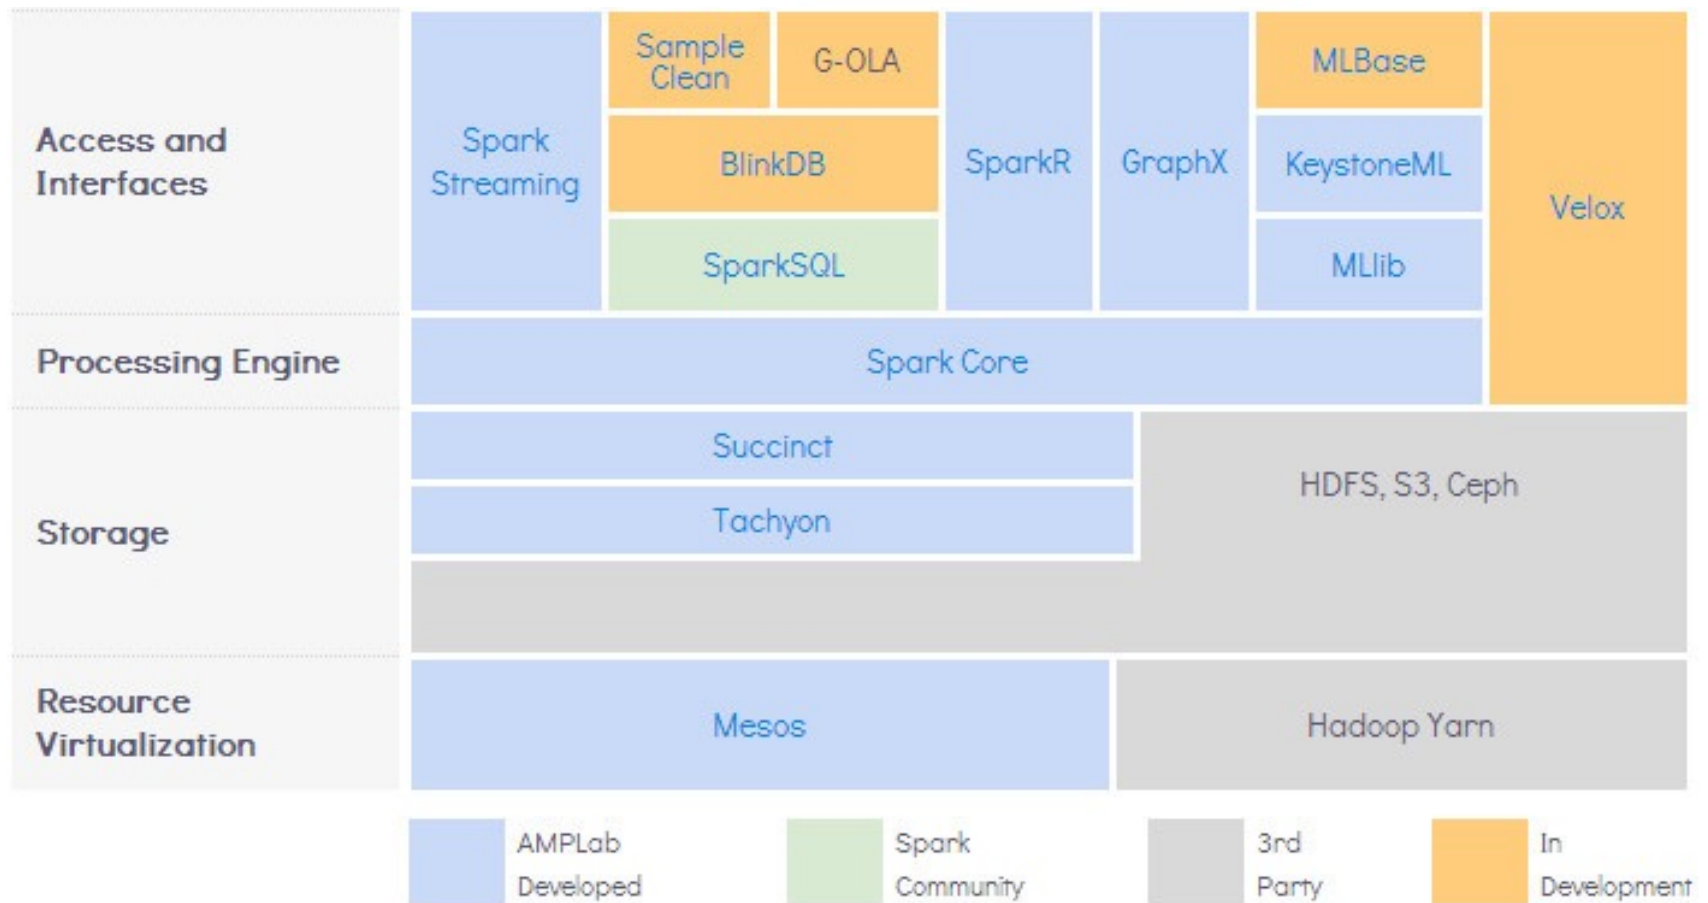 Access and
Interfaces
Spark
Streaming
Sample
Clean
G-OLA
BlinkDB
SparkSQL
SparkR
GraphX
MLBase
KeystoneML
MLlib
Velox
Processing Engine
Spark Core
Storage
Succinct
Tachyon
HDFS, S3, Ceph
Resource
Virtualization
Mesos
Hadoop Yarn
AMPLab
Developed
Spark
Community
3rd
Party
In
Development